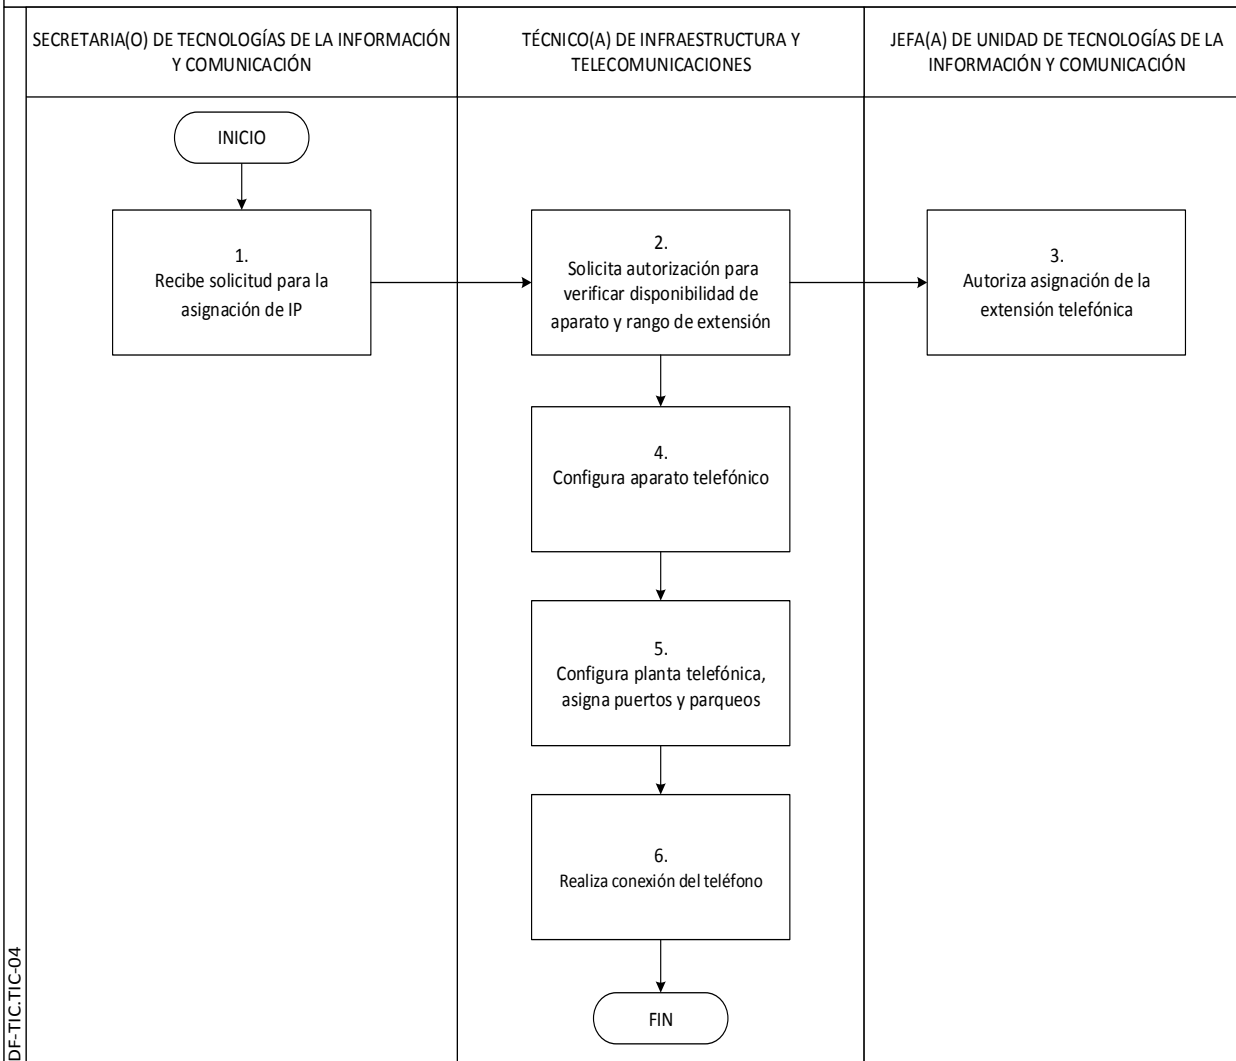 SECRETARIA(O) DE TECNOLOGÍAS DE LA INFORMACIÓN
Y COMUNICACIÓN
TÉCNICO(A) DE INFRAESTRUCTURA Y
TELECOMUNICACIONES
JEFA(A) DE UNIDAD DE TECNOLOGÍAS DE LA
INFORMACIÓN Y COMUNICACIÓN
INICIO
1.
Recibe solicitud para la
asignación de IP
2.
Solicita autorización para
verificar disponibilidad de
aparato y rango de extensión
3.
Autoriza asignación de la
extensión telefónica
4.
Configura aparato telefónico
5.
Configura planta telefónica,
asigna puertos y parqueos
6.
Realiza conexión del teléfono
FIN
DF-TIC.TIC-04